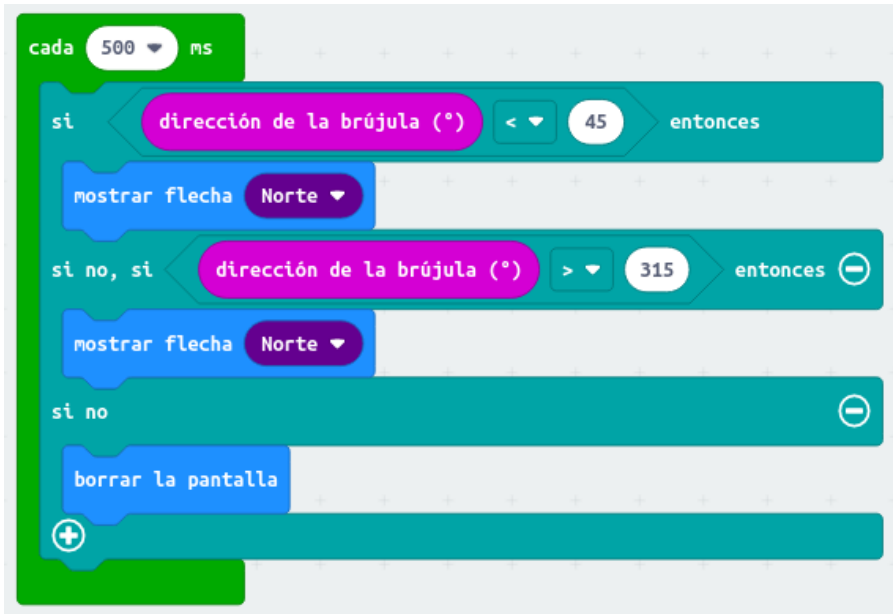 cada 500 ms
si dirección de la brújula (°) < 45 entonces
mostrar flecha Norte
si no, si dirección de la brújula (°) > 315 entonces
mostrar flecha Norte
si no
borrar la pantalla